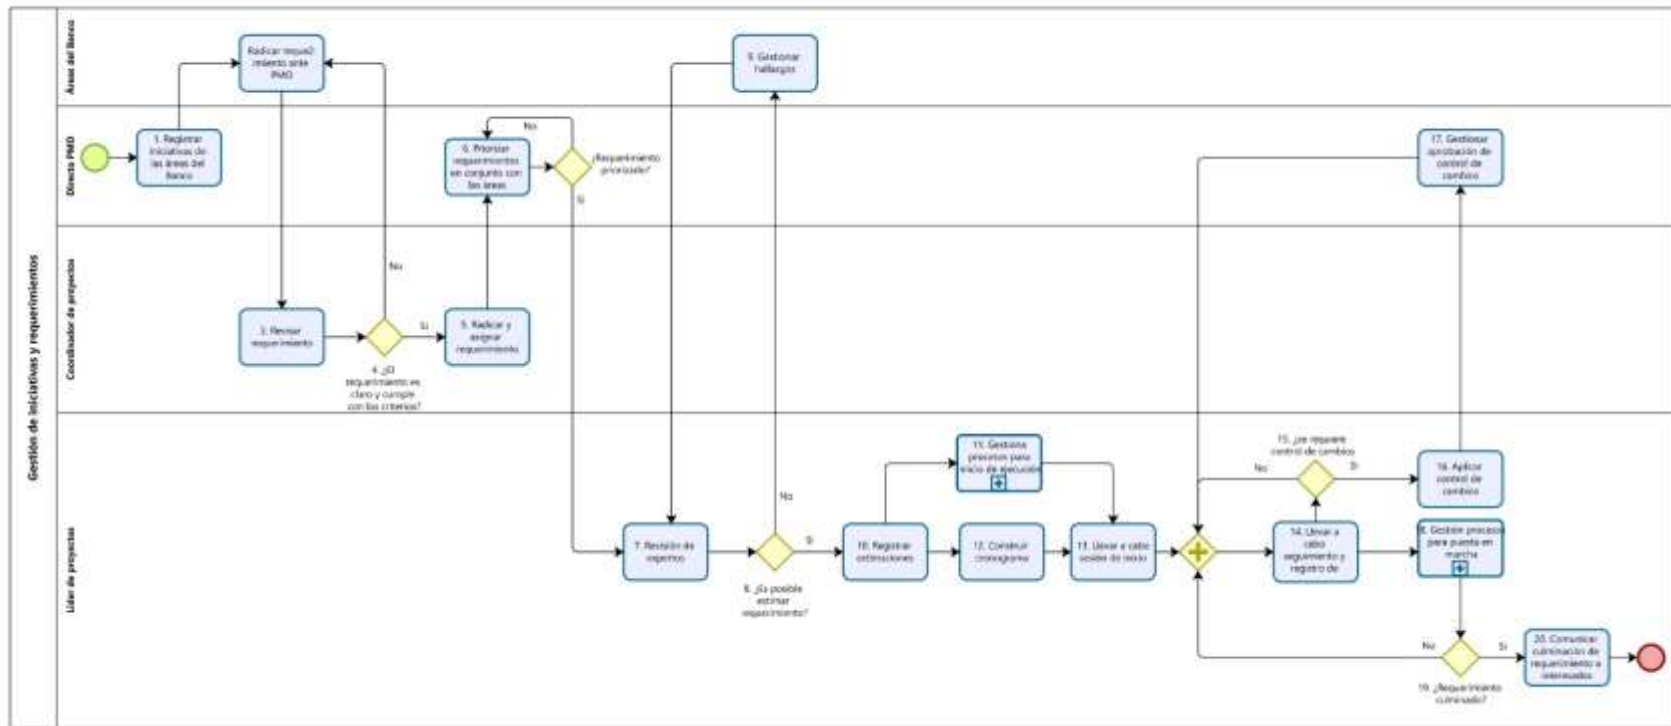 Gestión de iniciativas y requerimientos
Áreas del Banco
Radicar
miento ante
PMO
9. Gestionar
hallazgos
Directa PMO
1. Registrar
iniciativas de
las áreas del
Banco
6. Priorizar
requerimientos
en conjunto con
las áreas
No
¿Requerimiento
priorizado?
Si
17. Gestionar
aprobación de
control de
cambios
Coordinador de proyectos
3. Revisar
requerimiento
No
Si
4. ¿El
requerimiento es
claro y cumple
con los criterios?
5. Radicar y
asignar
requerimiento
Líder de proyectos
7. Revisión de
expertos
No
Si
8. ¿Es posible
estimar
requerimiento?
10. Registrar
estimaciones
11. Gestiona
procesos para
inicio de ejecución
12. Construir
cronograma
13. Llevar a cabo
sesión de inicio
15. ¿se requiere
control de cambios
No
Si
16. Aplicar
control de
cambios
14. Llevar a
cabo
seguimiento y
registro de
18. Gestión procesos
para puesta en
marcha
No
Si
19. ¿Requerimiento
culminado?
20. Comunicar
culminación de
requerimiento a
interesados